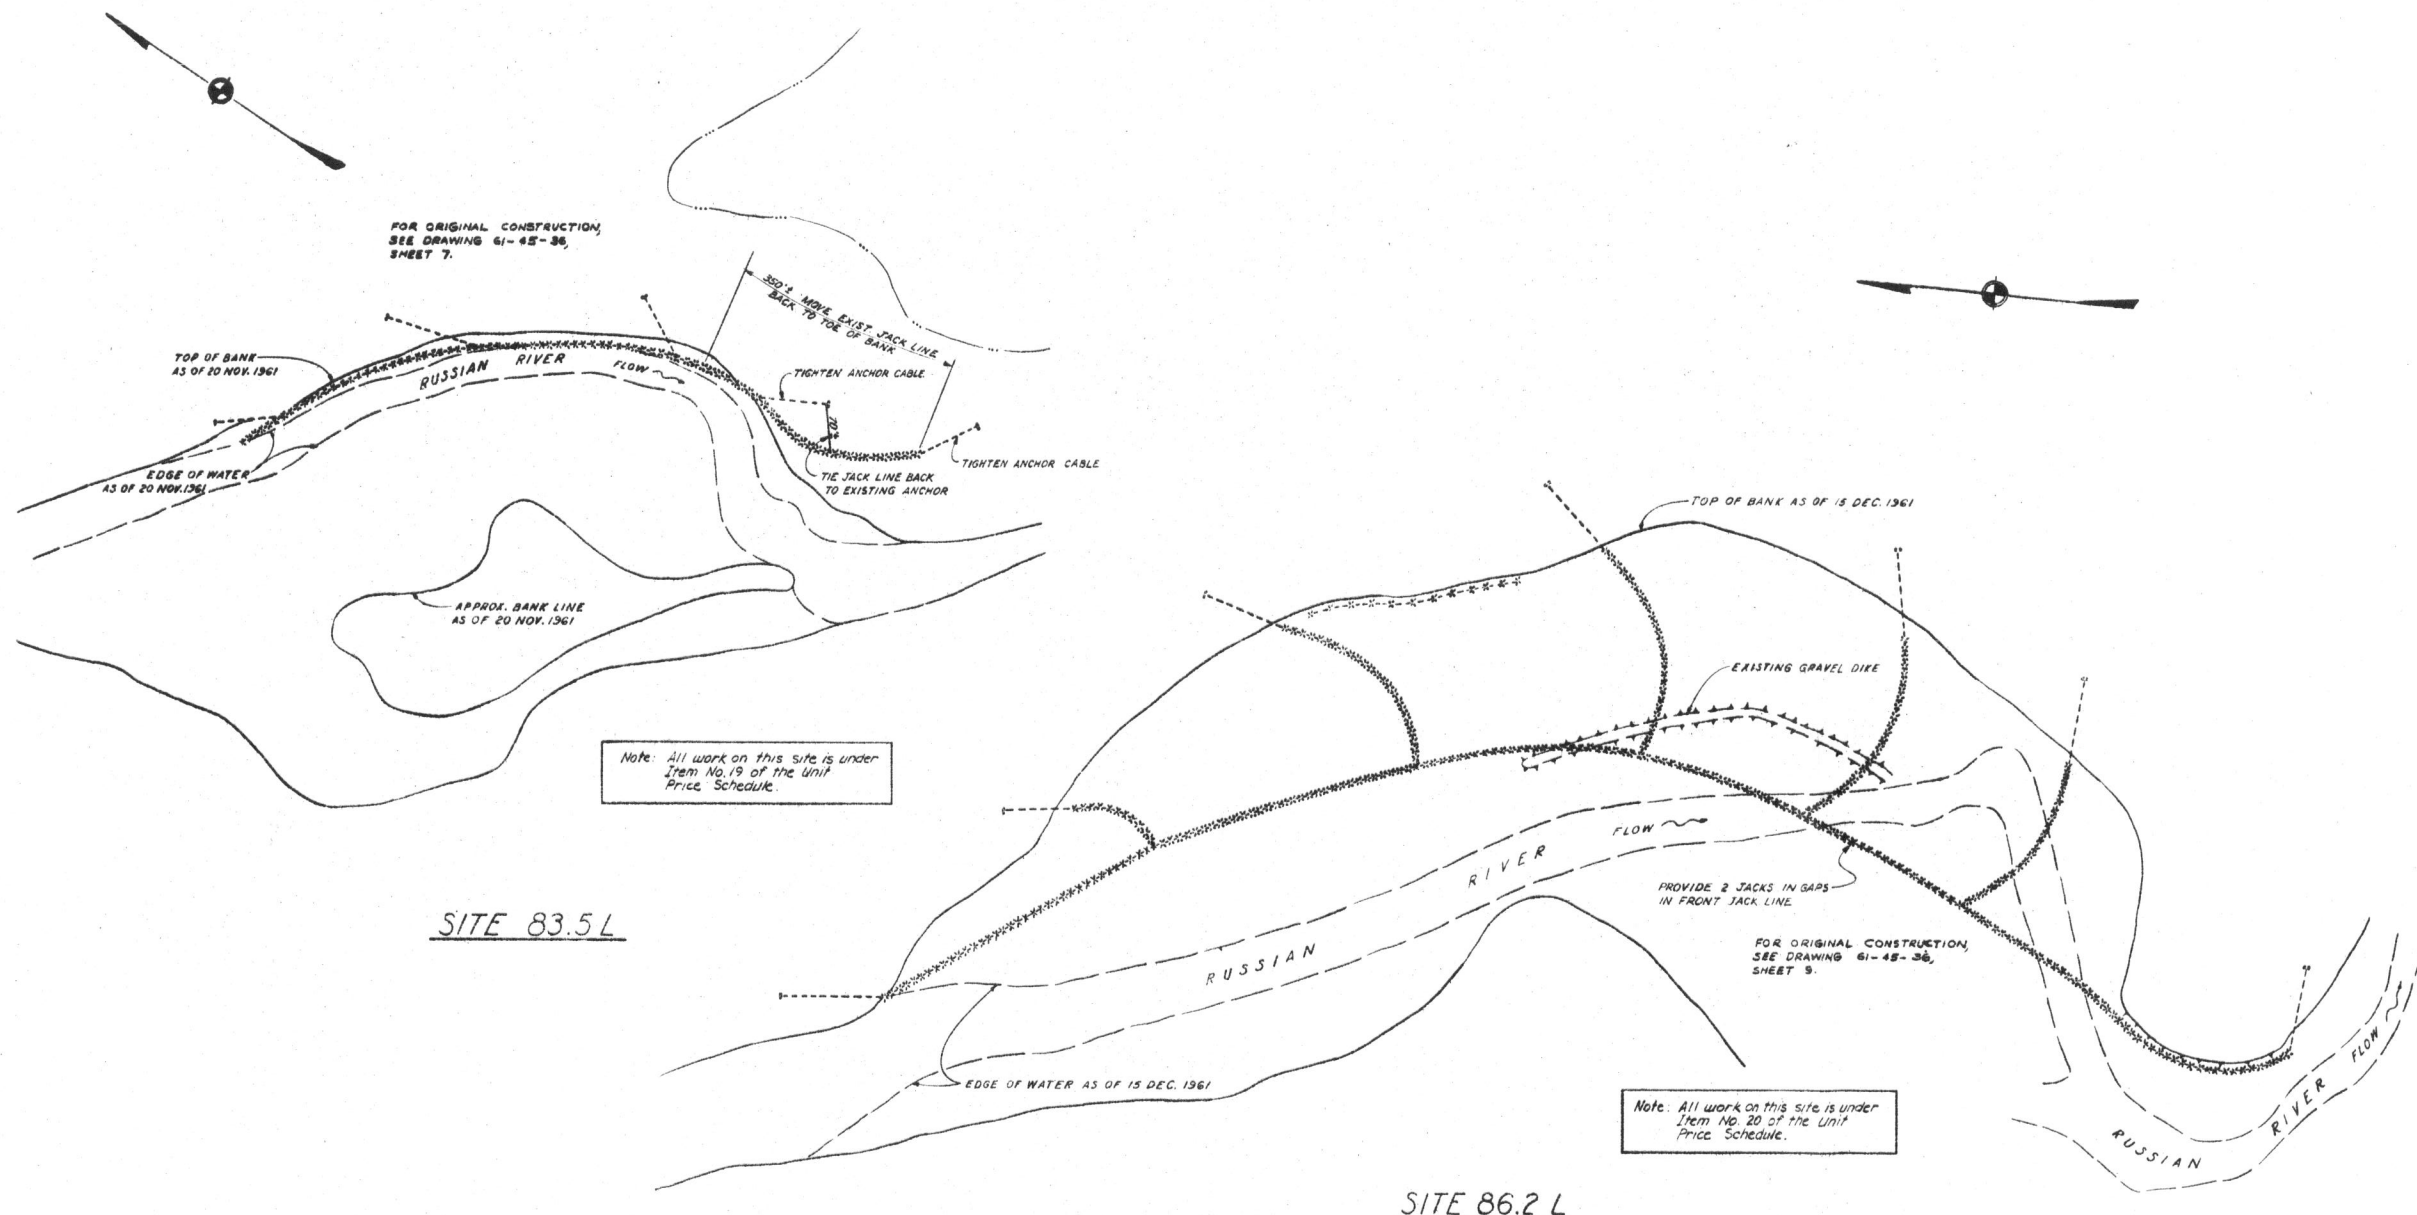 FOR ORIGINAL CONSTRUCTION,
SEE DRAWING 61-45-36,
SHEET 7.
350'± MOVE EXIST. JACK LINE
BACK TO TOE OF BANK
TOP OF BANK
AS OF 20 NOV. 1961
RUSSIAN RIVER
FLOW
TIGHTEN ANCHOR CABLE
TIGHTEN ANCHOR CABLE
TIE JACK LINE BACK
TO EXISTING ANCHOR
EDGE OF WATER
AS OF 20 NOV. 1961
APPROX. BANK LINE
AS OF 20 NOV. 1961
Note: All work on this site is under
Item No. 19 of the Unit
Price Schedule.
SITE 83.5 L
TOP OF BANK AS OF 15 DEC. 1961
EXISTING GRAVEL DIKE
FLOW
RUSSIAN RIVER
PROVIDE 2 JACKS IN GAPS
IN FRONT JACK LINE
FOR ORIGINAL CONSTRUCTION,
SEE DRAWING 61-45-36,
SHEET 9.
EDGE OF WATER AS OF 15 DEC. 1961
RUSSIAN RIVER FLOW
Note: All work on this site is under
Item No. 20 of the Unit
Price Schedule.
SITE 86.2 L